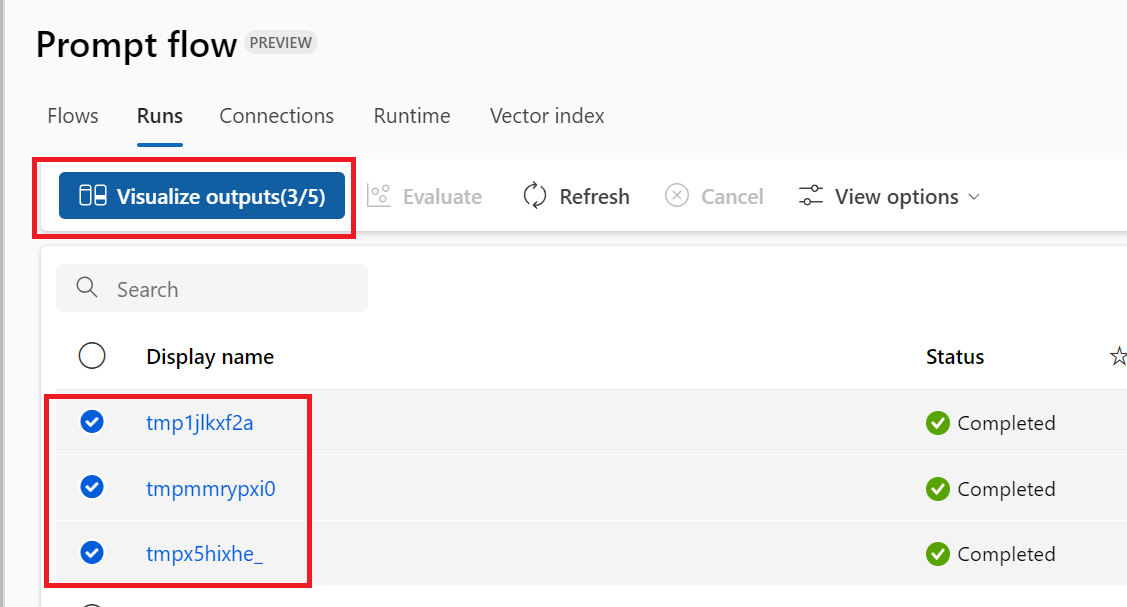 Prompt flow PREVIEW
Flows Runs Connections Runtime Vector index
Visualize outputs(3/5) Evaluate Refresh Cancel View options
Search
Display name Status
tmp1jlkxf2a Completed
tmpmmrypxi0 Completed
tmpx5hixhe_ Completed